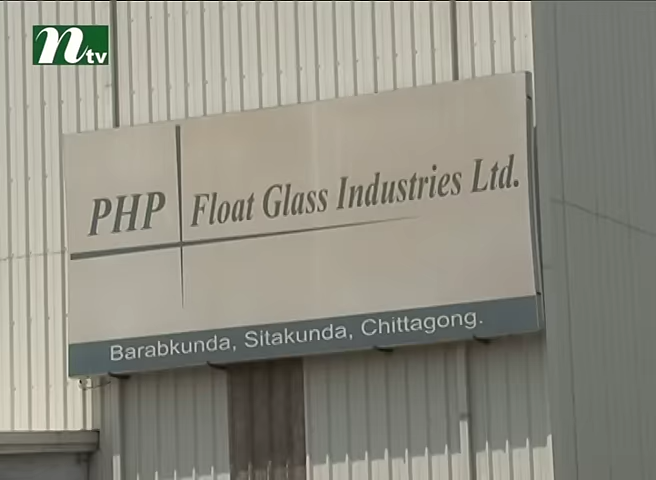 ntv
PHP Float Glass Industries Ltd.
Barabkunda, Sitakunda, Chittagong.